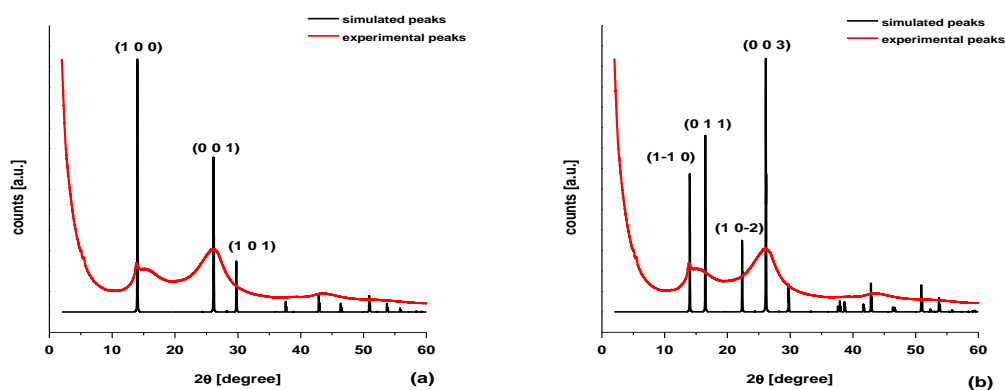 simulated peaks
experimental peaks
(1 0 0)
(0 0 1)
(1 0 1)
counts [a.u.]
0 10 20 30 40 50 60
2θ [degree]
(a)
simulated peaks
experimental peaks
(0 0 3)
(0 1 1)
(1-1 0)
(1 0-2)
counts [a.u.]
0 10 20 30 40 50 60
2θ [degree]
(b)